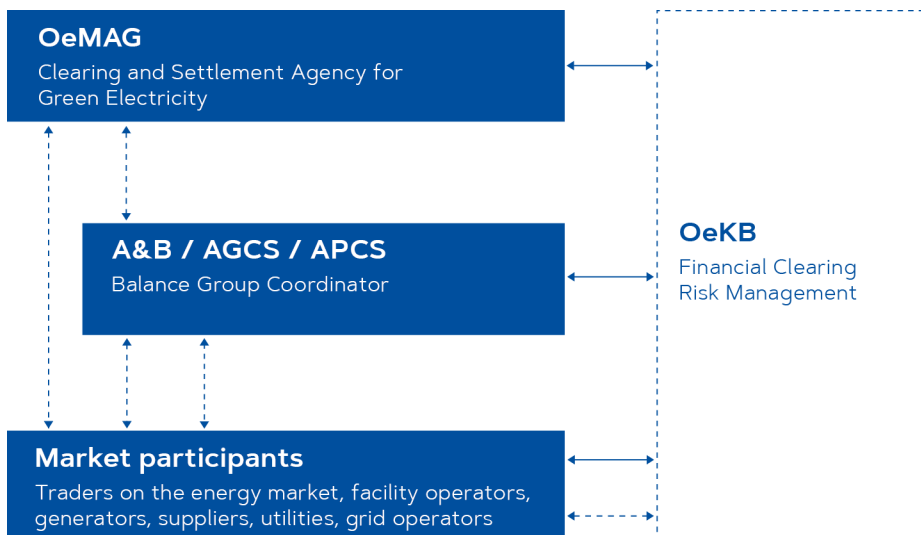 OeMAG
Clearing and Settlement Agency for
Green Electricity
A&B / AGCS / APCS
Balance Group Coordinator
OeKB
Financial Clearing
Risk Management
Market participants
Traders on the energy market, facility operators,
generators, suppliers, utilities, grid operators